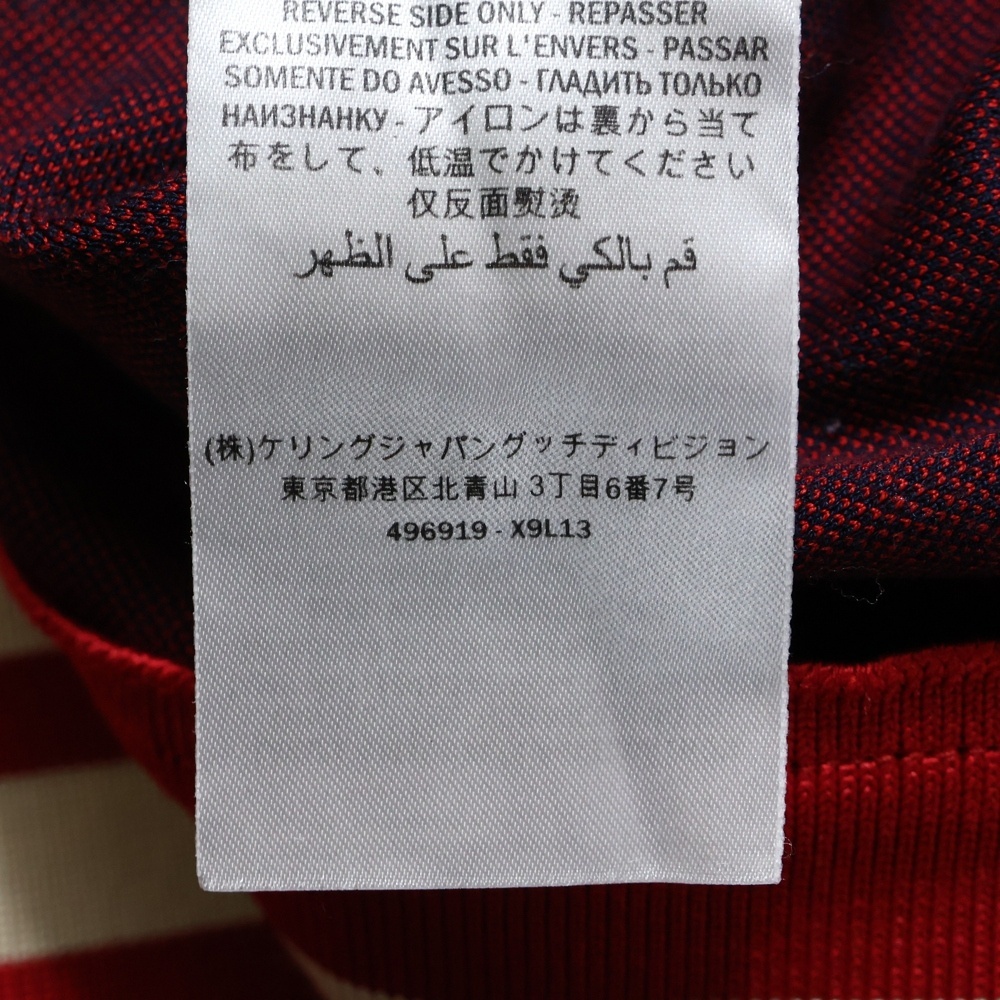 REVERSE SIDE ONLY - REPASSER
EXCLUSIVEMENT SUR L'ENVERS - PASSAR
SOMENTE DO AVESSO - ГЛАДИТЬ ТОЛЬКО
НАИЗНАНКУ - アイロンは裏から当て
布をして、低温でかけてください
仅反面熨烫
قم بالكي فقط على الظهر
(株)ケリングジャパングッチディビジョン
東京都港区北青山 3丁目6番7号
496919 - X9L13